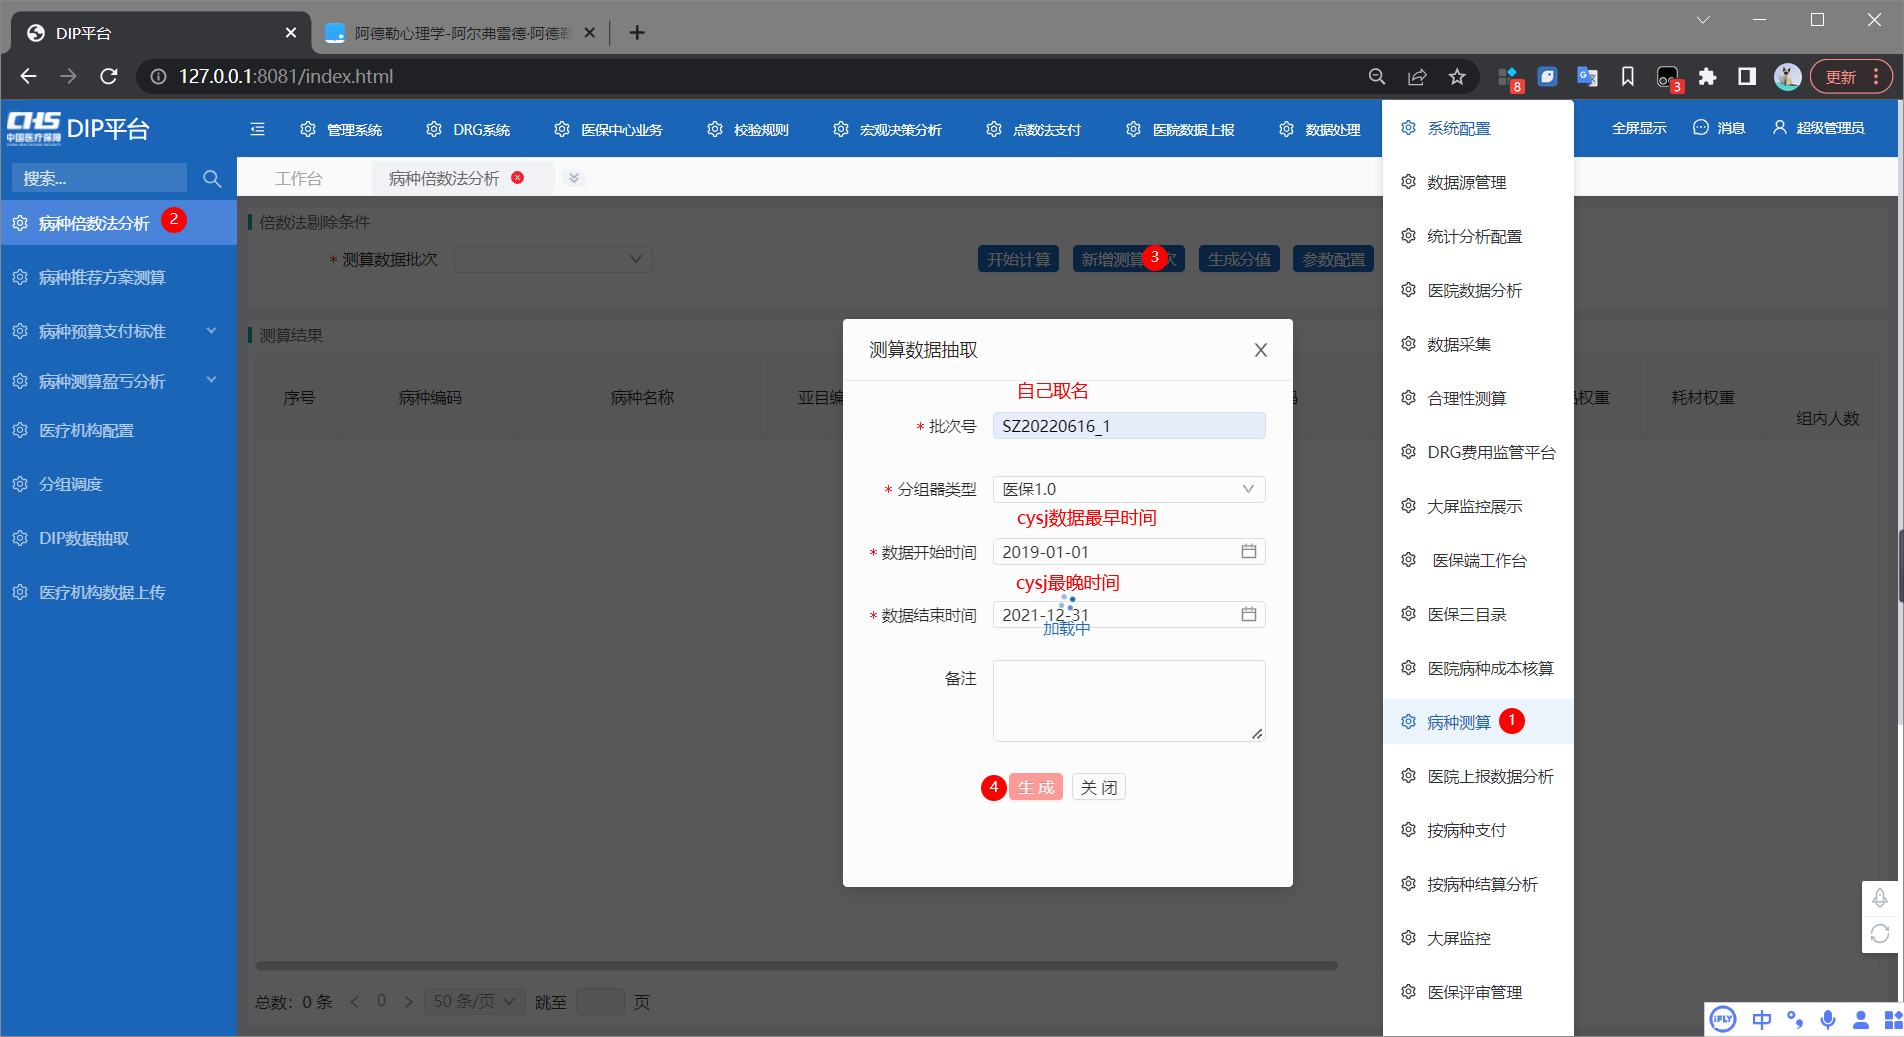 DIP平台
阿德勒心理学-阿尔弗雷德·阿德勒
127.0.0.1:8081/index.html
8
3
更新
CHS
中国医疗保障
DIP平台
管理系统
DRG系统
医保中心业务
校验规则
宏观决策分析
点数法支付
医院数据上报
数据处理
系统配置
全屏显示
消息
超级管理员
搜索...
工作台
病种倍数法分析
病种倍数法分析
2
病种推荐方案测算
病种预算支付标准
病种测算盈亏分析
医疗机构配置
分组调度
DIP数据抽取
医疗机构数据上传
倍数法剔除条件
* 测算数据批次
开始计算
新增测算
3
次
生成分值
参数配置
测算结果
序号
病种编码
病种名称
亚目编
权重
耗材权重
组内人数
测算数据抽取
自己取名
* 批次号
SZ20220616_1
* 分组器类型
医保1.0
cysj数据最早时间
* 数据开始时间
2019-01-01
cysj最晚时间
* 数据结束时间
2021-12-31
加载中
备注
4
生 成
关 闭
数据源管理
统计分析配置
医院数据分析
数据采集
合理性测算
DRG费用监管平台
大屏监控展示
医保端工作台
医保三目录
医院病种成本核算
病种测算
1
医院上报数据分析
按病种支付
按病种结算分析
大屏监控
医保评审管理
总数：0 条
0
50 条/页
跳至
页
iFLY
中